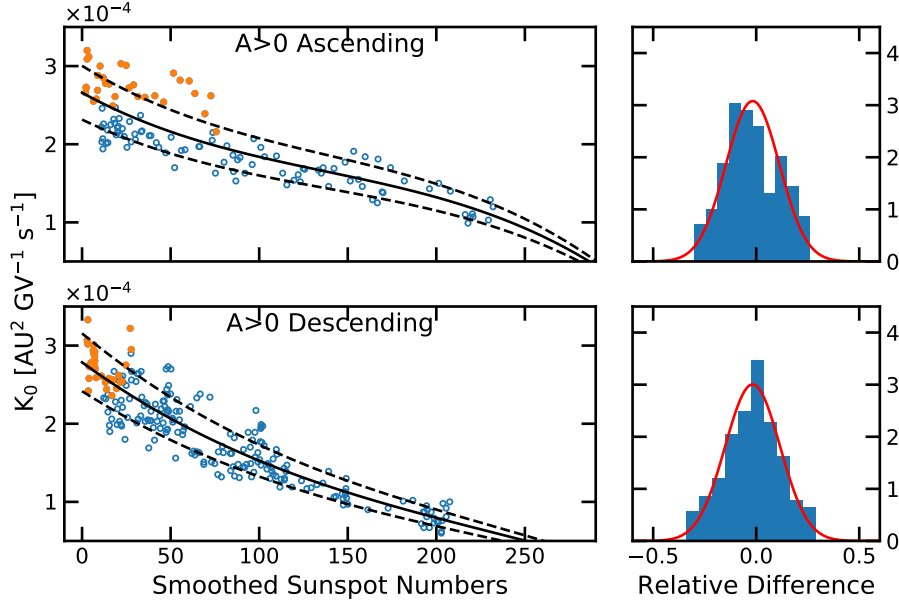 ×10⁻⁴
A>0 Ascending
3
2
1
4
3
2
1
0
K₀ [AU² GV⁻¹ s⁻¹]
×10⁻⁴
A>0 Descending
3
2
1
4
3
2
1
0
0 50 100 150 200 250
−0.5 0.0 0.5
Smoothed Sunspot Numbers
Relative Difference